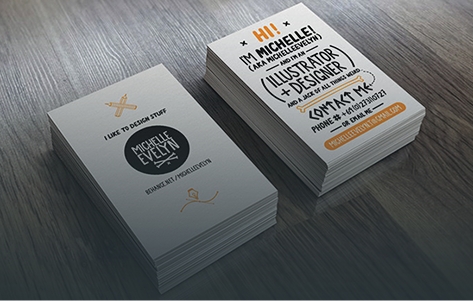 I LIKE TO DESIGN STUFF
MICHELLE
EVELYN
BEHANCE.NET/MICHELLEEVELYN
HI!
I'M MICHELLE!
(AKA MICHELLEEVELYN)
AND I'M AN
(ILLUSTRATOR
+ DESIGNER)
AND A JACK OF ALL THINGS WEIRD
CONTACT ME
PHONE #
OR EMAIL ME